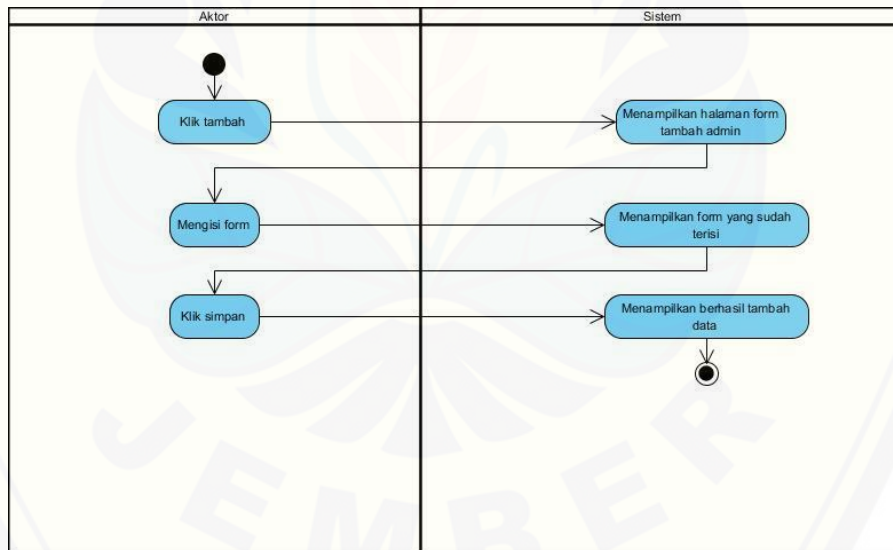 Aktor
Sistem
Klik tambah
Menampilkan halaman form
tambah admin
Mengisi form
Menampilkan form yang sudah
terisi
Klik simpan
Menampilkan berhasil tambah
data
JEMBER